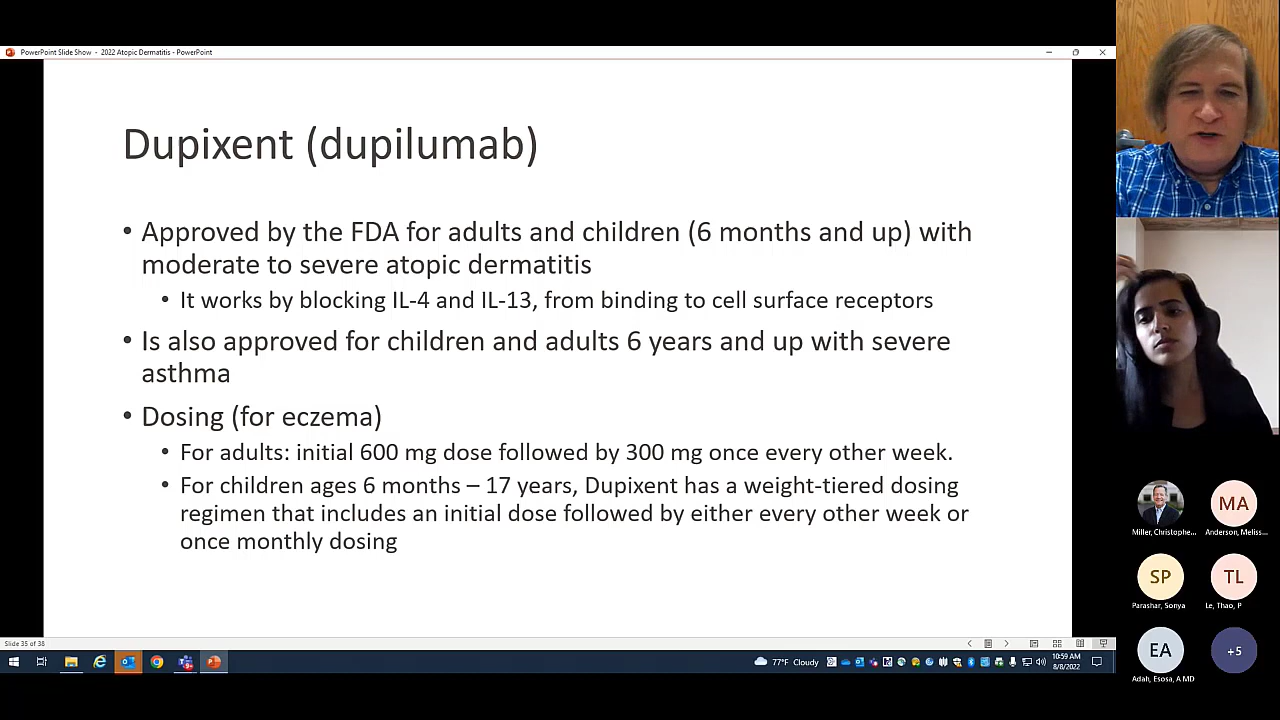 PowerPoint Slide Show - 2022 Atopic Dermatitis - PowerPoint
Dupixent (dupilumab)
• Approved by the FDA for adults and children (6 months and up) with
moderate to severe atopic dermatitis
• It works by blocking IL-4 and IL-13, from binding to cell surface receptors
• Is also approved for children and adults 6 years and up with severe
asthma
• Dosing (for eczema)
• For adults: initial 600 mg dose followed by 300 mg once every other week.
• For children ages 6 months – 17 years, Dupixent has a weight-tiered dosing
regimen that includes an initial dose followed by either every other week or
once monthly dosing
Slide 35 of 38
77°F Cloudy
10:59 AM
8/8/2022
Miller, Christophe...
MA
Anderson, Meliss...
SP
Parashar, Sonya
TL
Le, Thao, P
EA
Adah, Esosa, A MD
+5